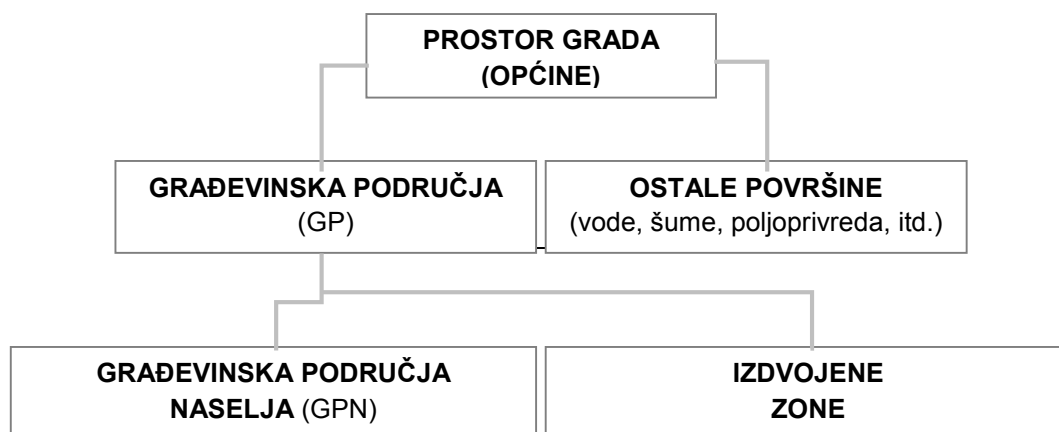 PROSTOR GRADA
(OPĆINE)
GRAĐEVINSKA PODRUČJA
(GP)
OSTALE POVRŠINE
(vode, šume, poljoprivreda, itd.)
GRAĐEVINSKA PODRUČJA
NASELJA (GPN)
IZDVOJENE
ZONE